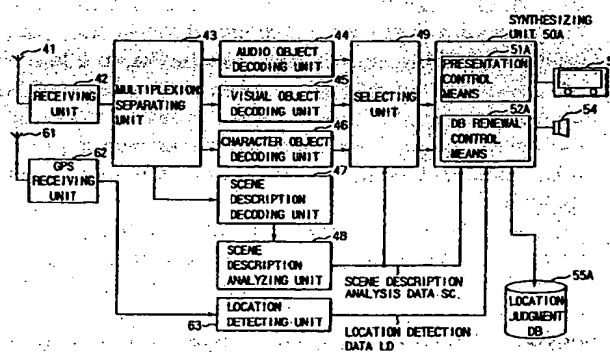 SYNTHESIZING
UNIT 50A
41
42
43
44
49
51A
AUDIO OBJECT
DECODING UNIT
PRESENTATION
CONTROL
MEANS
RECEIVING
UNIT
MULTIPLEXION
SEPARATING
UNIT
45
VISUAL OBJECT
DECODING UNIT
SELECTING
UNIT
52A
54
61
62
46
DB RENEWAL
CONTROL
MEANS
GPS
RECEIVING
UNIT
CHARACTER OBJECT
DECODING UNIT
47
SCENE
DESCRIPTION
DECODING UNIT
48
SCENE
DESCRIPTION
ANALYZING UNIT
SCENE DESCRIPTION
ANALYSIS DATA SC
55A
LOCATION
JUDGMENT
DB
63
LOCATION
DETECTING UNIT
LOCATION DETECTION
DATA LD